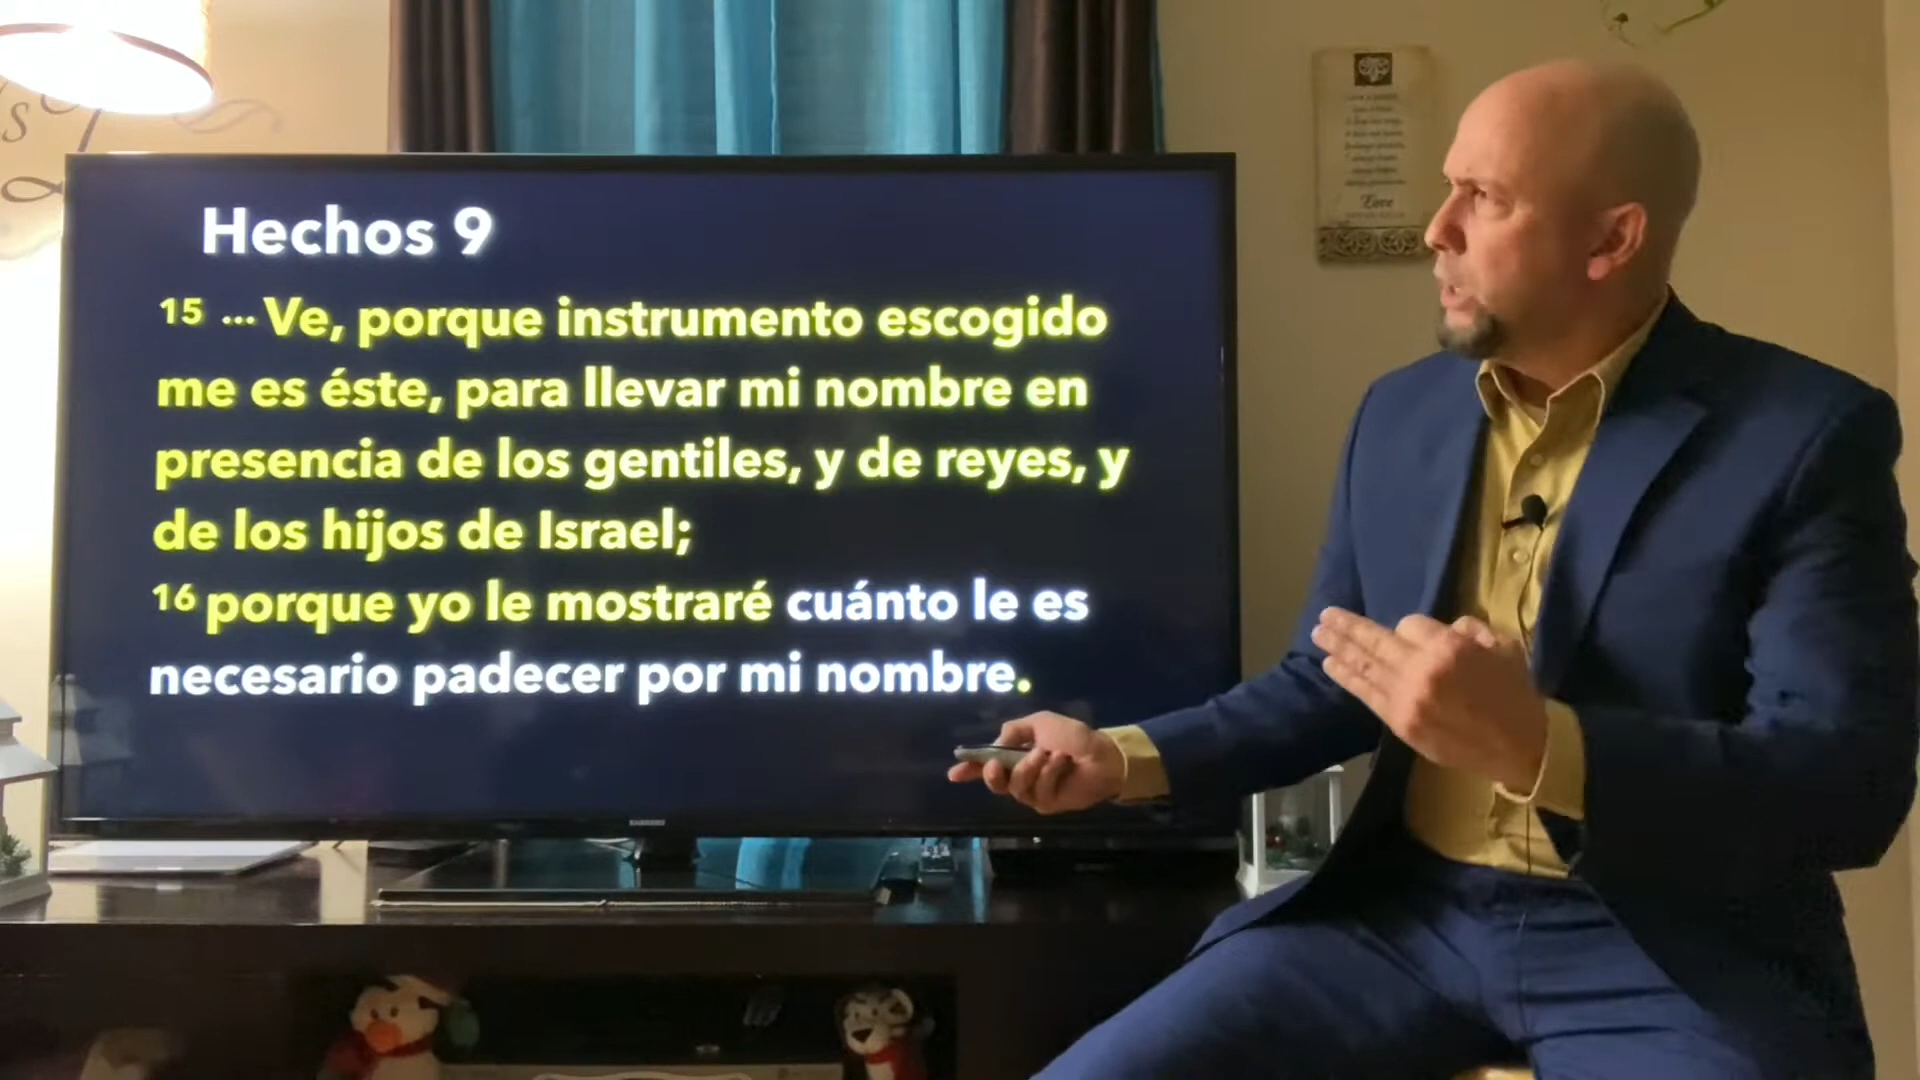 Hechos 9
15 ... Ve, porque instrumento escogido
me es éste, para llevar mi nombre en
presencia de los gentiles, y de reyes, y
de los hijos de Israel;
16 porque yo le mostraré cuánto le es
necesario padecer por mi nombre.
SAMSUNG
Love